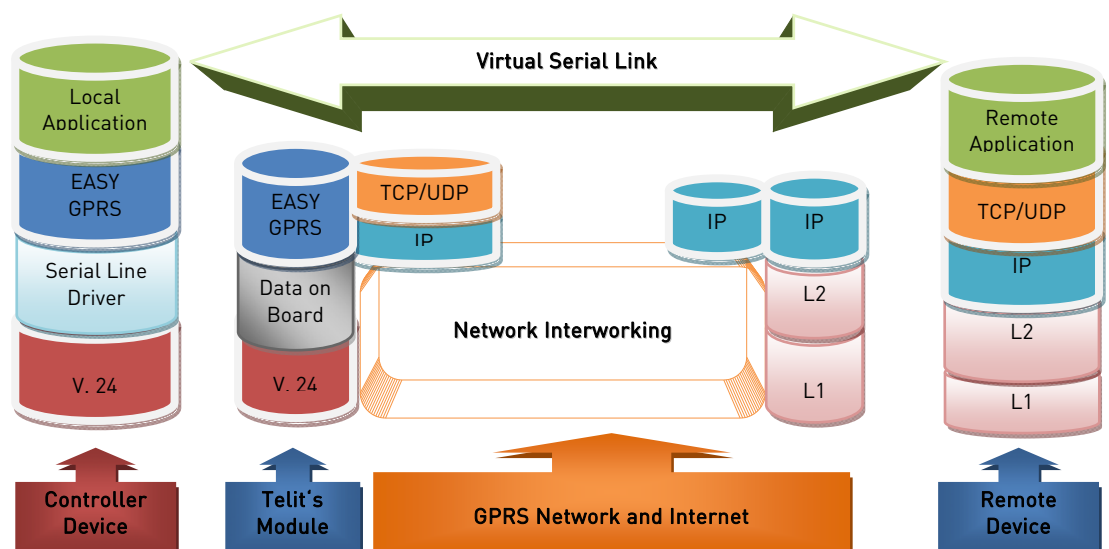 Virtual Serial Link
Local
Application
EASY
GPRS
Serial Line
Driver
V. 24
EASY
GPRS
Data on
Board
V. 24
TCP/UDP
IP
Network Interworking
IP
IP
L2
L1
Remote
Application
TCP/UDP
IP
L2
L1
Controller
Device
Telit's
Module
GPRS Network and Internet
Remote
Device